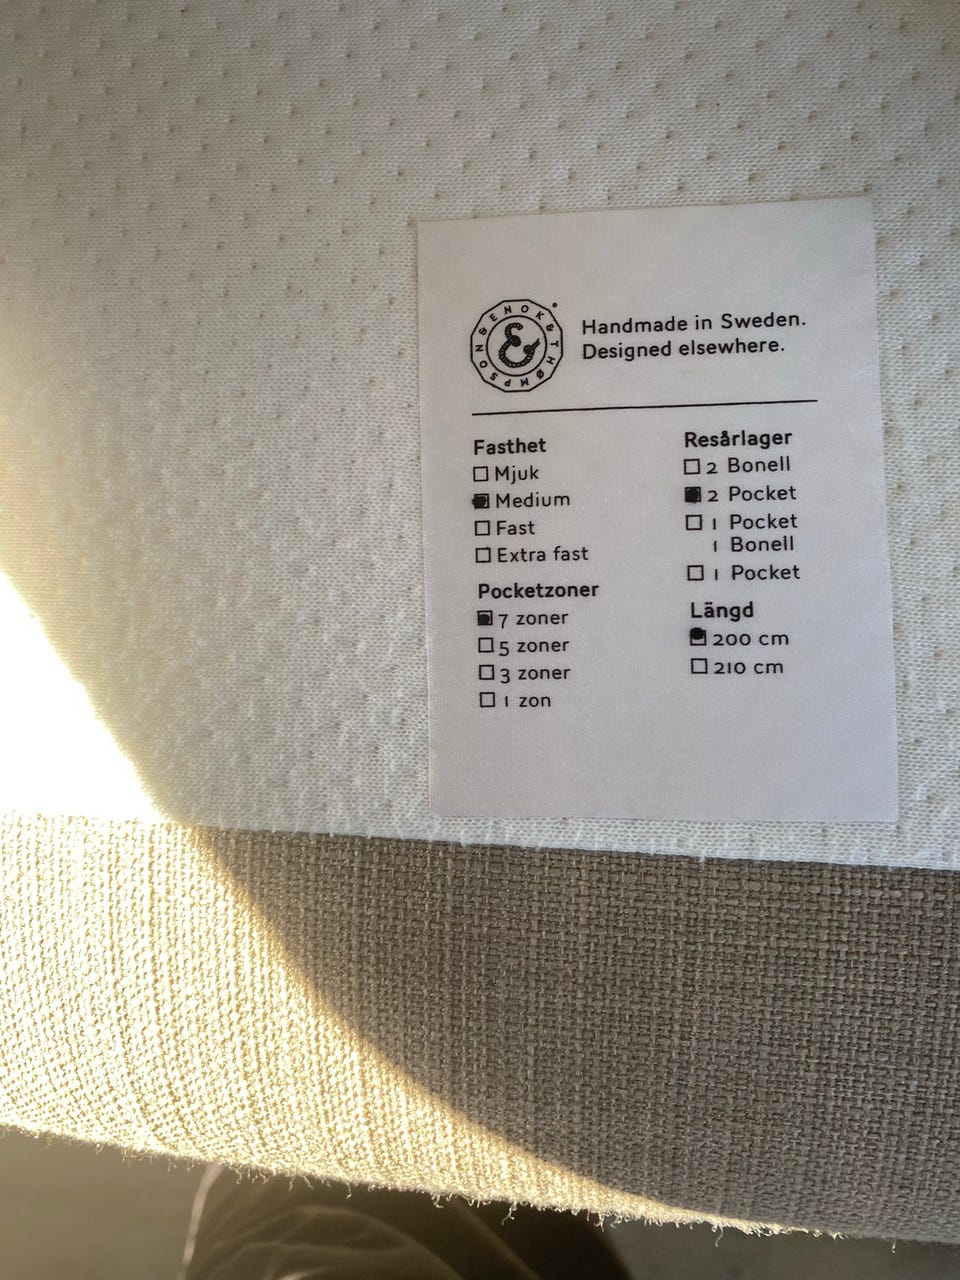 ENOK & THØMPSON &
&
Handmade in Sweden.
Designed elsewhere.
Fasthet
Mjuk
Medium
Fast
Extra fast
Pocketzoner
7 zoner
5 zoner
3 zoner
1 zon
Resårlager
2 Bonell
2 Pocket
1 Pocket
1 Bonell
1 Pocket
Längd
200 cm
210 cm